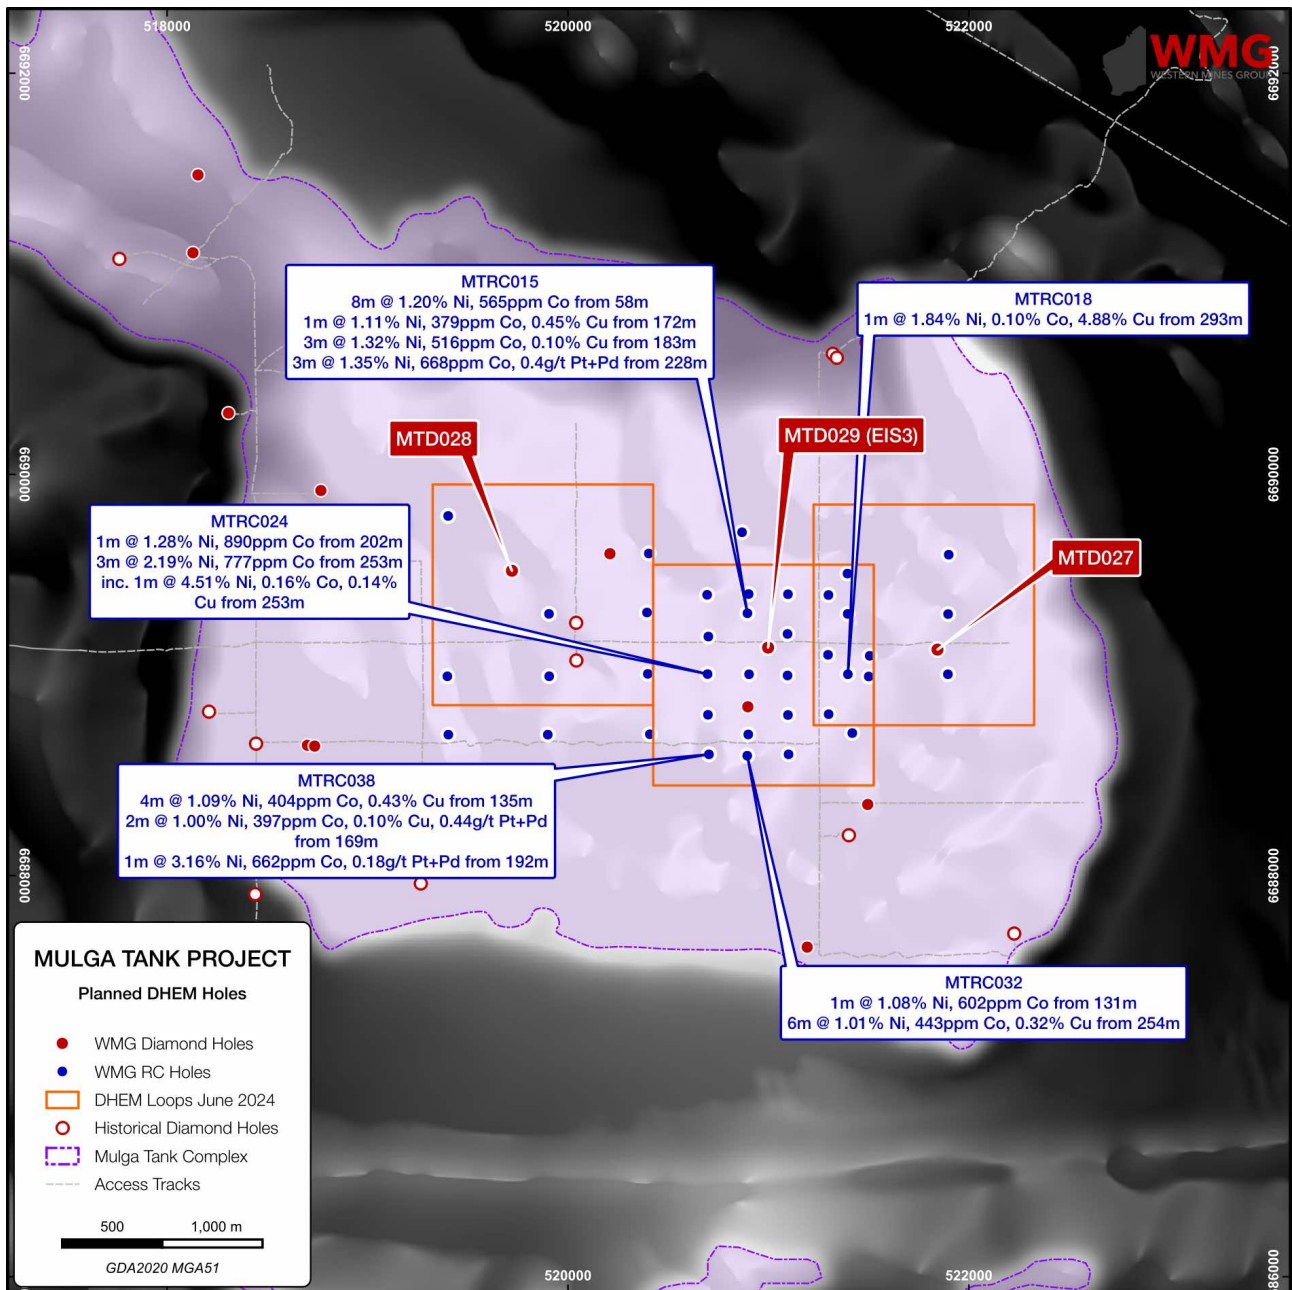 518000
520000
522000
WMG
WESTERN MINES GROUP
6692000
6692000
MTRC015
8m @ 1.20% Ni, 565ppm Co from 58m
1m @ 1.11% Ni, 379ppm Co, 0.45% Cu from 172m
3m @ 1.32% Ni, 516ppm Co, 0.10% Cu from 183m
3m @ 1.35% Ni, 668ppm Co, 0.4g/t Pt+Pd from 228m
MTRC018
1m @ 1.84% Ni, 0.10% Co, 4.88% Cu from 293m
MTD028
MTD029 (EIS3)
6690000
6690000
MTRC024
1m @ 1.28% Ni, 890ppm Co from 202m
3m @ 2.19% Ni, 777ppm Co from 253m
inc. 1m @ 4.51% Ni, 0.16% Co, 0.14%
Cu from 253m
MTD027
MTRC038
4m @ 1.09% Ni, 404ppm Co, 0.43% Cu from 135m
2m @ 1.00% Ni, 397ppm Co, 0.10% Cu, 0.44g/t Pt+Pd
from 169m
1m @ 3.16% Ni, 662ppm Co, 0.18g/t Pt+Pd from 192m
6688000
6688000
MTRC032
1m @ 1.08% Ni, 602ppm Co from 131m
6m @ 1.01% Ni, 443ppm Co, 0.32% Cu from 254m
MULGA TANK PROJECT
Planned DHEM Holes
WMG Diamond Holes
WMG RC Holes
DHEM Loops June 2024
Historical Diamond Holes
Mulga Tank Complex
Access Tracks
500
1,000 m
GDA2020 MGA51
520000
522000